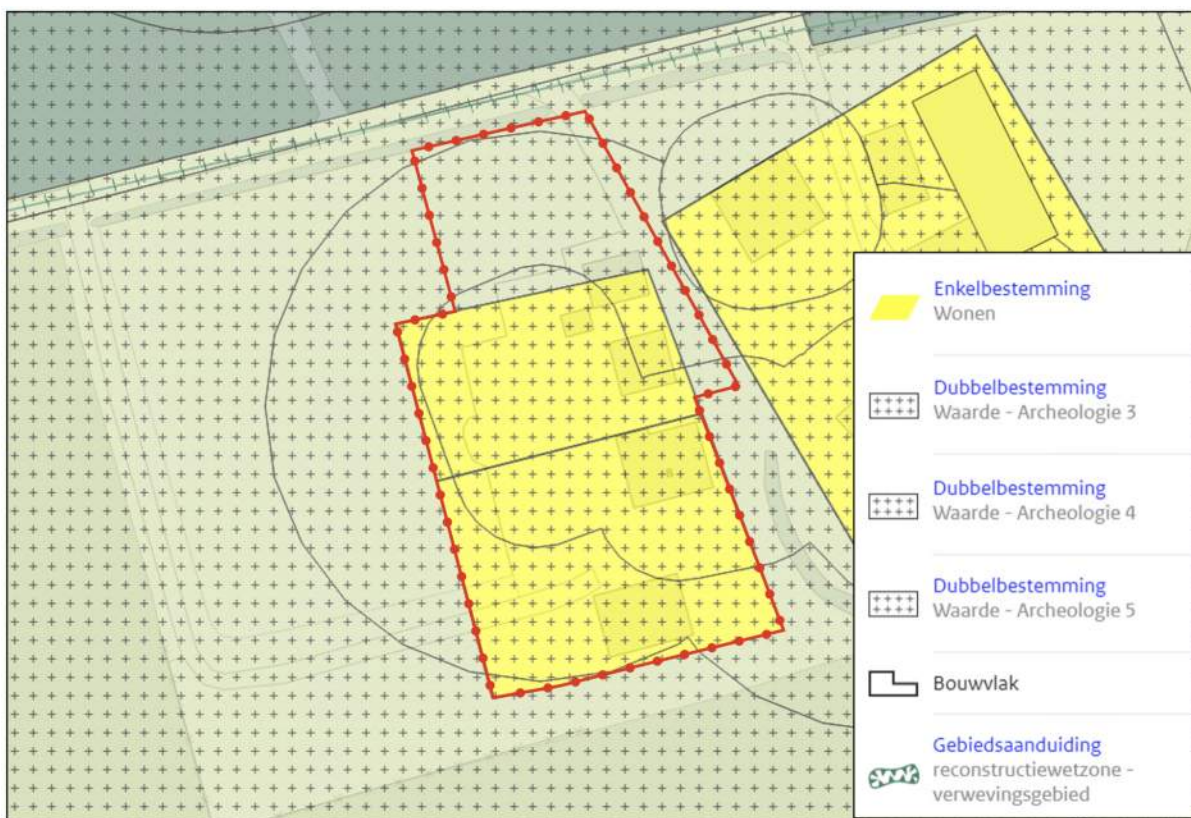 Enkelbestemming
Wonen
Dubbelbestemming
Waarde - Archeologie 3
Dubbelbestemming
Waarde - Archeologie 4
Dubbelbestemming
Waarde - Archeologie 5
Bouwvlak
Gebiedsaanduiding
reconstructiewetzone -
verwevingsgebied